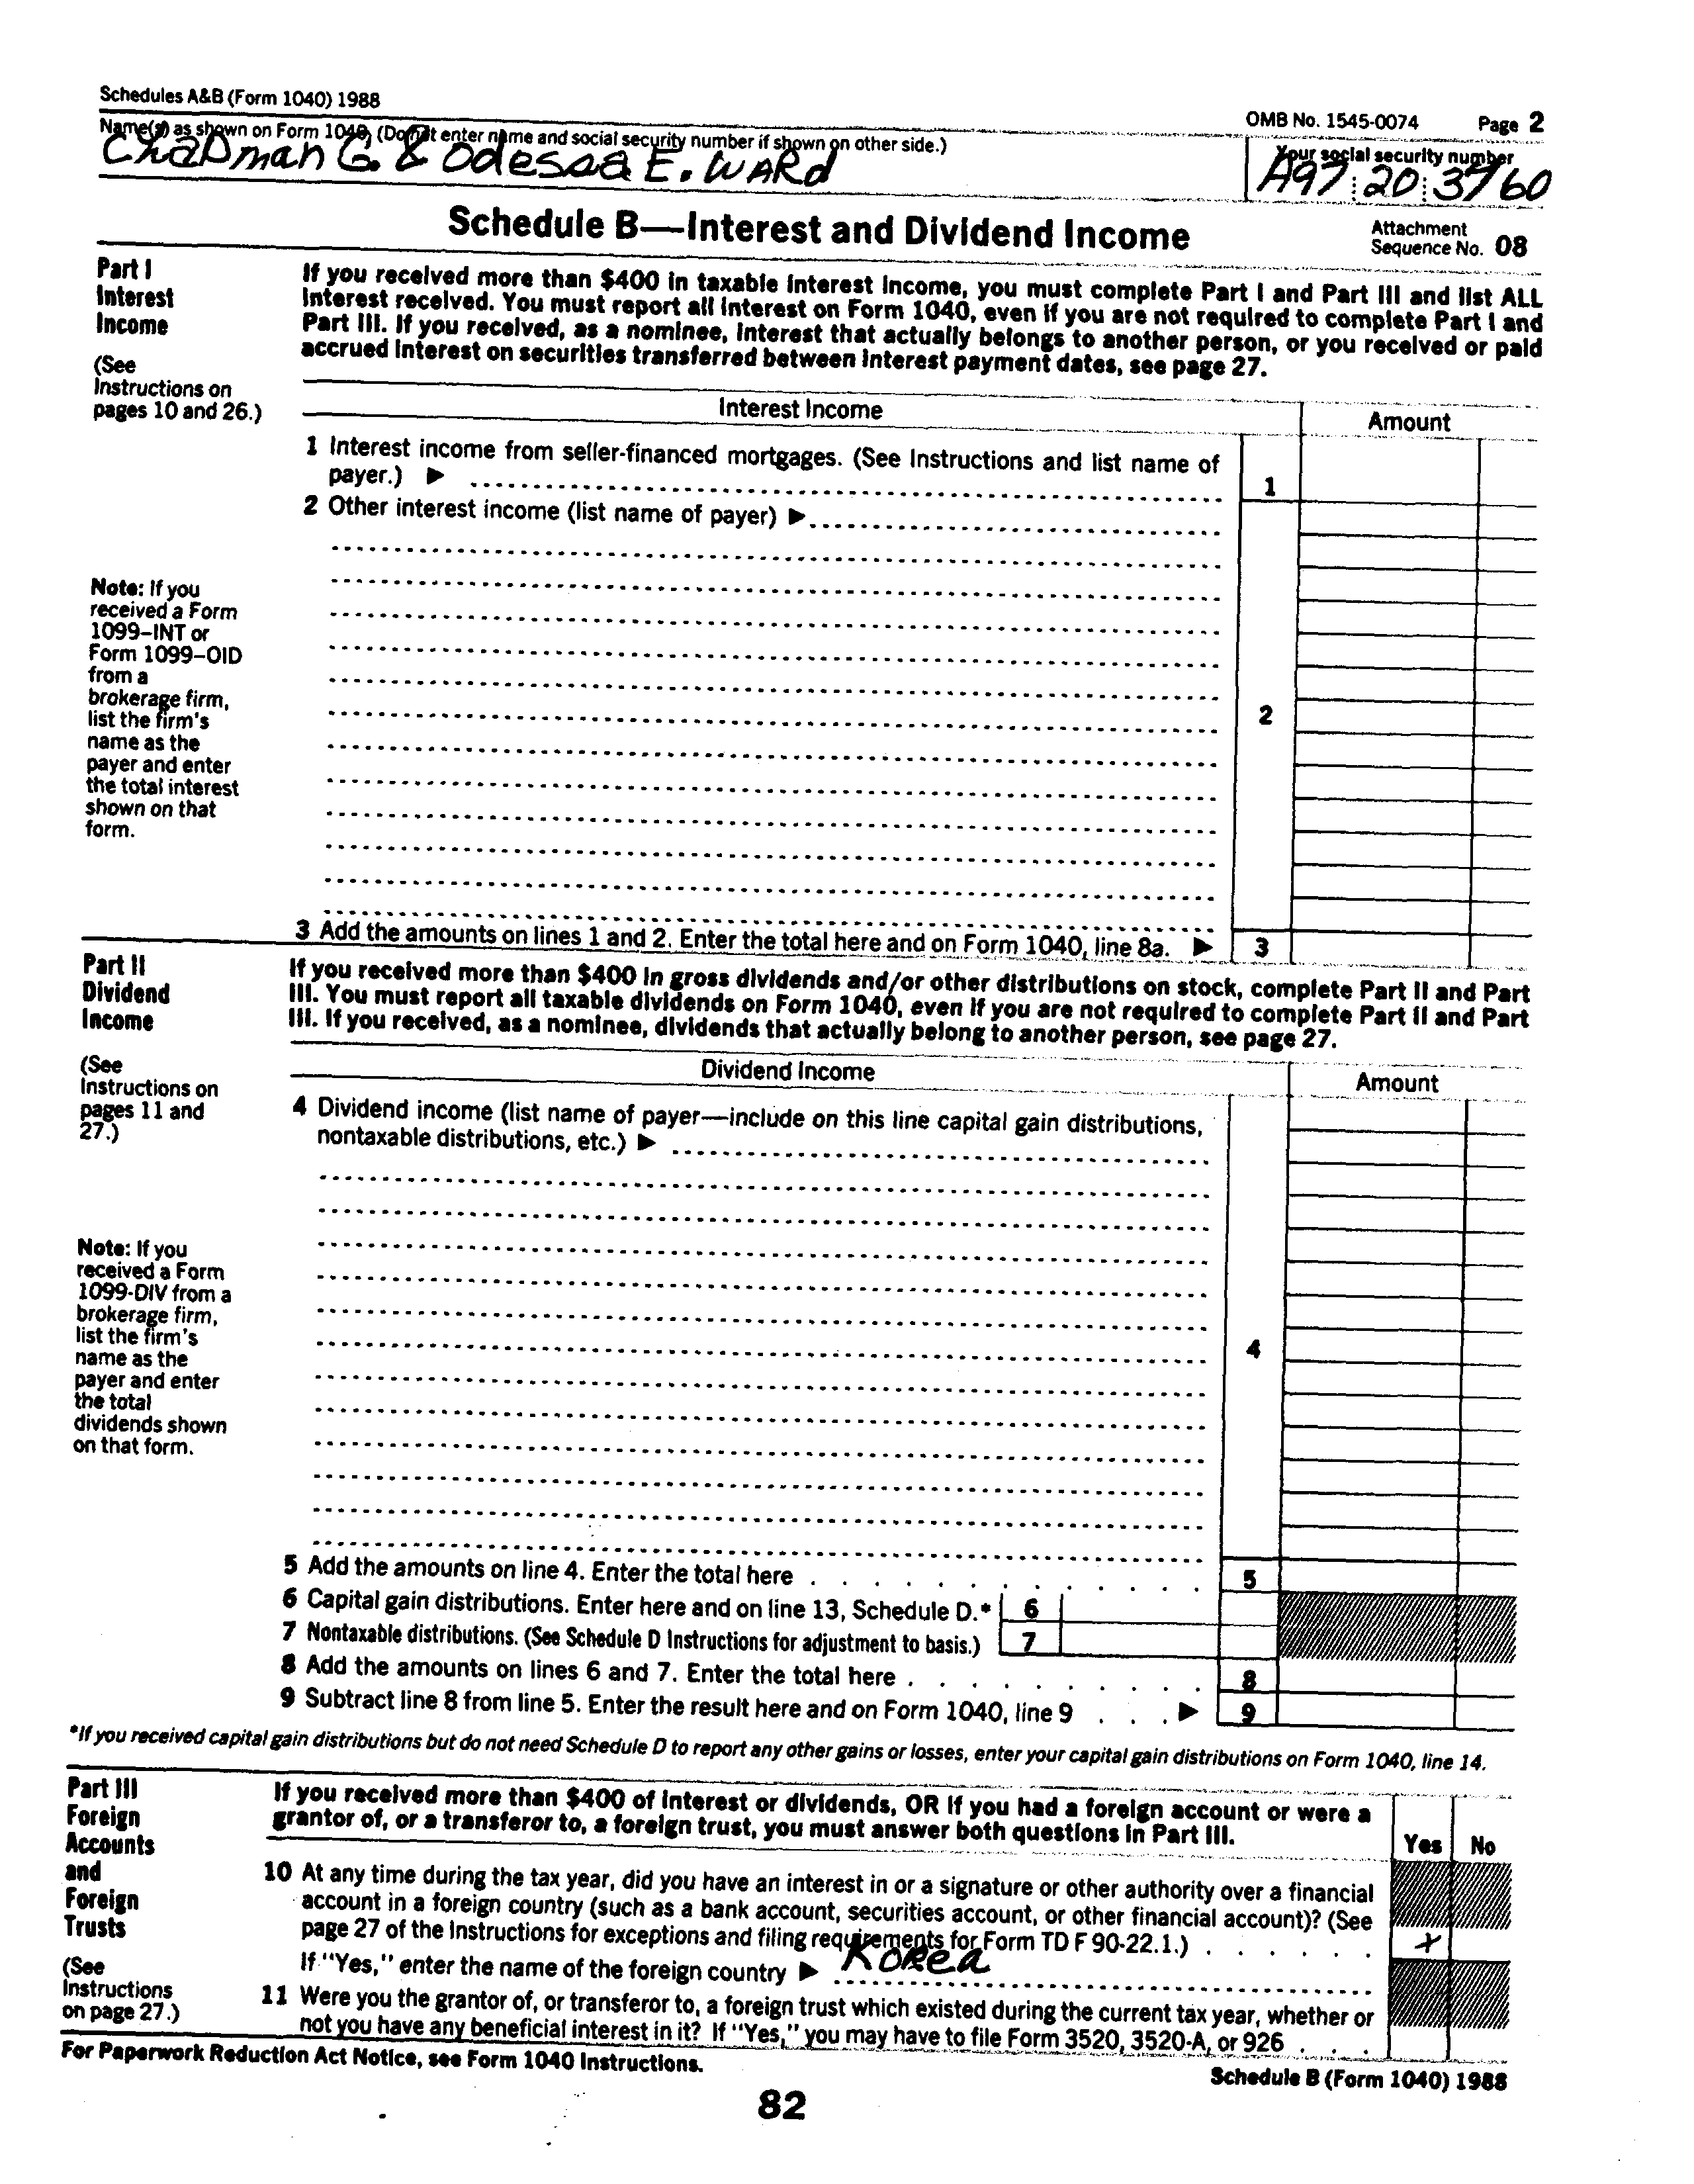 Schedules A&B (Form 1040) 1988
OMB No. 1545-0074 Page 2
Name(s) as shown on Form 1040 (Do not enter name and social security number if shown on other side.)
Your social security number
Chapman G. & Odessa E. WARd
A97 20 3760
Schedule B—Interest and Dividend Income
Attachment
Sequence No. 08
Part I
Interest
Income
(See
Instructions on
pages 10 and 26.)
If you received more than $400 in taxable interest income, you must complete Part I and Part III and list ALL
interest received. You must report all interest on Form 1040, even if you are not required to complete Part I and
Part III. If you received, as a nominee, interest that actually belongs to another person, or you received or paid
accrued interest on securities transferred between interest payment dates, see page 27.
Interest Income Amount
1 Interest income from seller-financed mortgages. (See Instructions and list name of
payer.) ▶ 1
2 Other interest income (list name of payer) ▶
Note: If you
received a Form
1099–INT or
Form 1099–OID
from a
brokerage firm,
list the firm's
name as the
payer and enter
the total interest
shown on that
form.
2
3 Add the amounts on lines 1 and 2. Enter the total here and on Form 1040, line 8a. ▶ 3
Part II
Dividend
Income
(See
Instructions on
pages 11 and
27.)
If you received more than $400 in gross dividends and/or other distributions on stock, complete Part II and Part
III. You must report all taxable dividends on Form 1040, even if you are not required to complete Part II and Part
III. If you received, as a nominee, dividends that actually belong to another person, see page 27.
Dividend Income Amount
4 Dividend income (list name of payer—include on this line capital gain distributions,
nontaxable distributions, etc.) ▶
Note: If you
received a Form
1099-DIV from a
brokerage firm,
list the firm's
name as the
payer and enter
the total
dividends shown
on that form.
4
5 Add the amounts on line 4. Enter the total here . . . . . . . . . . . . . 5
6 Capital gain distributions. Enter here and on line 13, Schedule D.* 6
7 Nontaxable distributions. (See Schedule D Instructions for adjustment to basis.) 7
8 Add the amounts on lines 6 and 7. Enter the total here . . . . . . . . . . 8
9 Subtract line 8 from line 5. Enter the result here and on Form 1040, line 9 . . . ▶ 9
*If you received capital gain distributions but do not need Schedule D to report any other gains or losses, enter your capital gain distributions on Form 1040, line 14.
Part III
Foreign
Accounts
and
Foreign
Trusts
(See
Instructions
on page 27.)
If you received more than $400 of interest or dividends, OR if you had a foreign account or were a
grantor of, or a transferor to, a foreign trust, you must answer both questions in Part III.
Yes No
10 At any time during the tax year, did you have an interest in or a signature or other authority over a financial
account in a foreign country (such as a bank account, securities account, or other financial account)? (See
page 27 of the Instructions for exceptions and filing requirements for Form TD F 90-22.1.) . . . . . . x
If "Yes," enter the name of the foreign country ▶ Korea
11 Were you the grantor of, or transferor to, a foreign trust which existed during the current tax year, whether or
not you have any beneficial interest in it? If "Yes," you may have to file Form 3520, 3520-A, or 926 . . .
For Paperwork Reduction Act Notice, see Form 1040 Instructions.
Schedule B (Form 1040) 1988
82